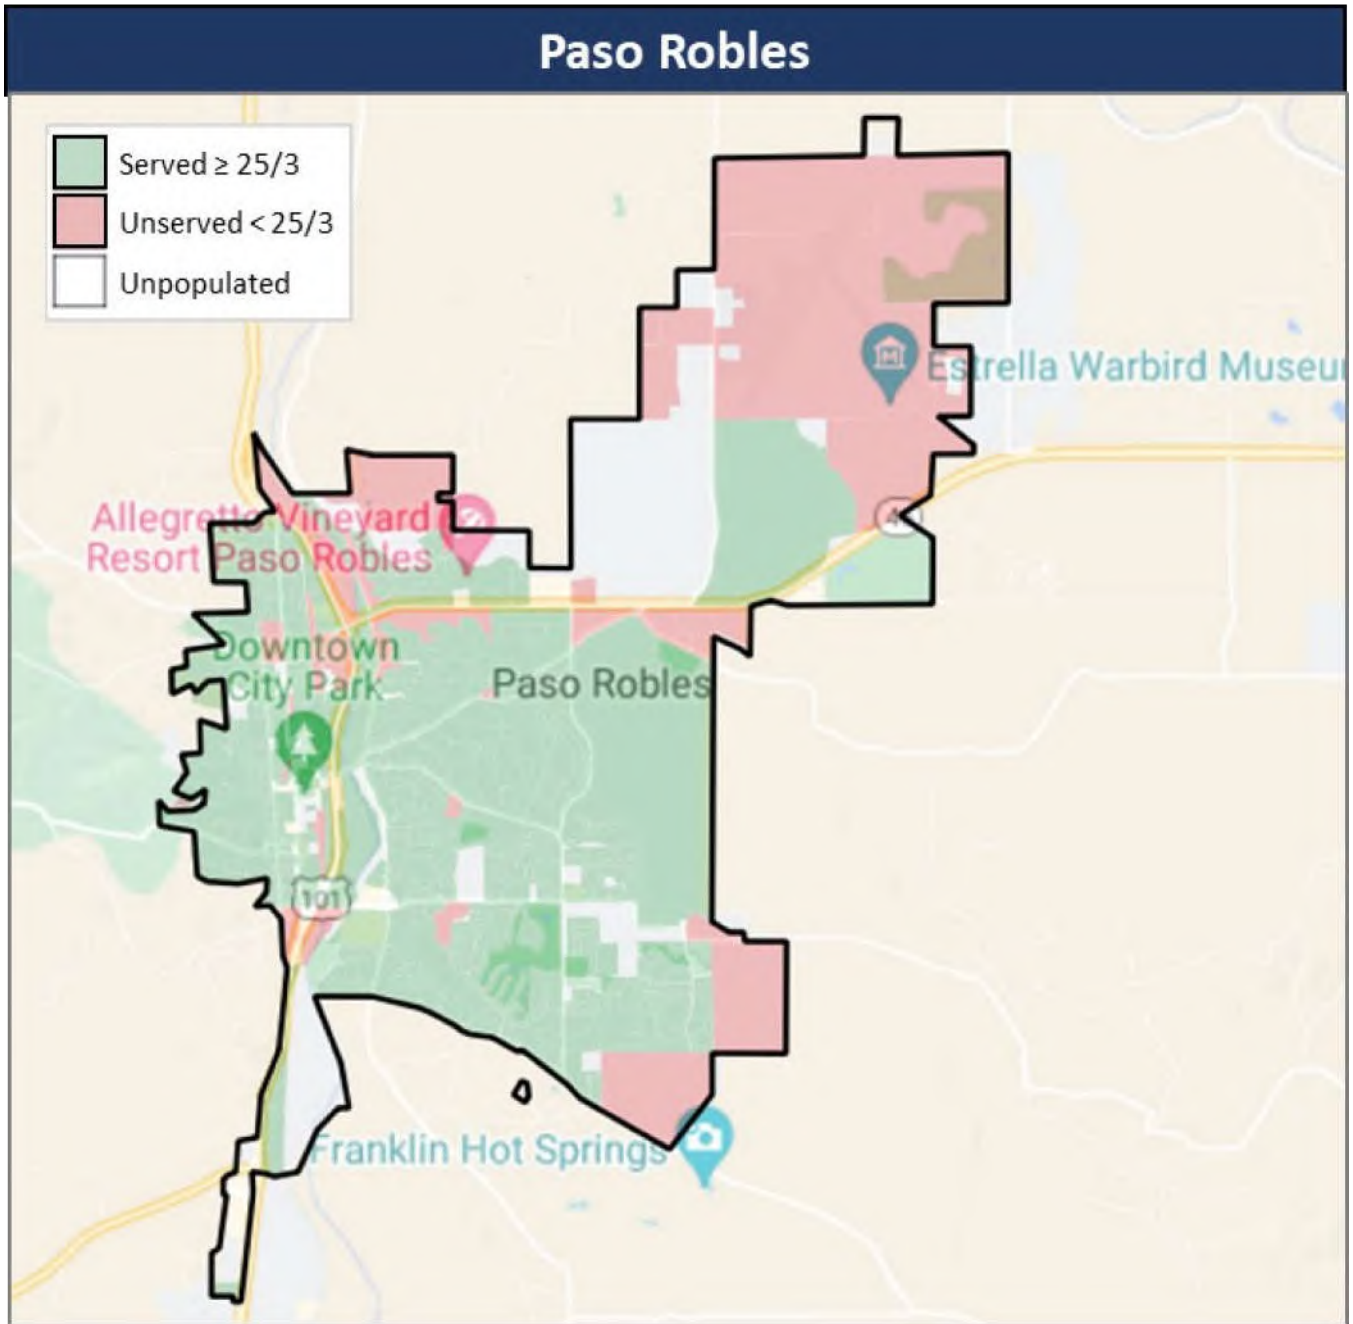 Paso Robles
Served ≥ 25/3
Unserved < 25/3
Unpopulated
Estrella Warbird Museu
Allegretto Vineyard
Resort Paso Robles
4
Downtown
City Park
Paso Robles
101
Franklin Hot Springs